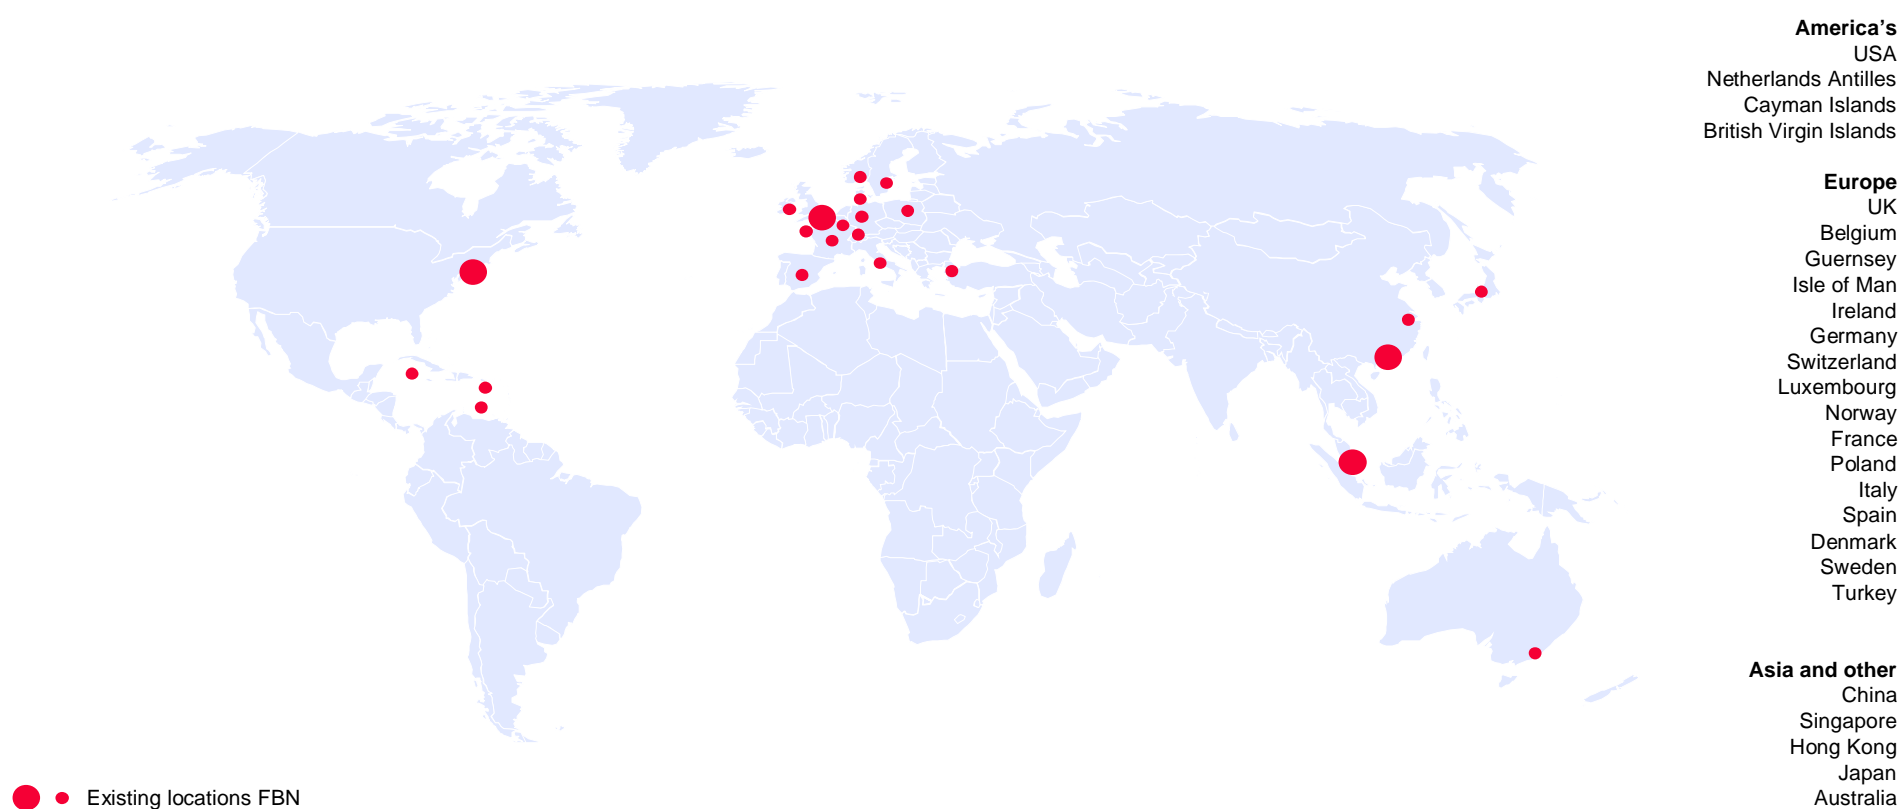 America's
USA
Netherlands Antilles
Cayman Islands
British Virgin Islands
Europe
UK
Belgium
Guernsey
Isle of Man
Ireland
Germany
Switzerland
Luxembourg
Norway
France
Poland
Italy
Spain
Denmark
Sweden
Turkey
Asia and other
China
Singapore
Hong Kong
Japan
Australia
Existing locations FBN